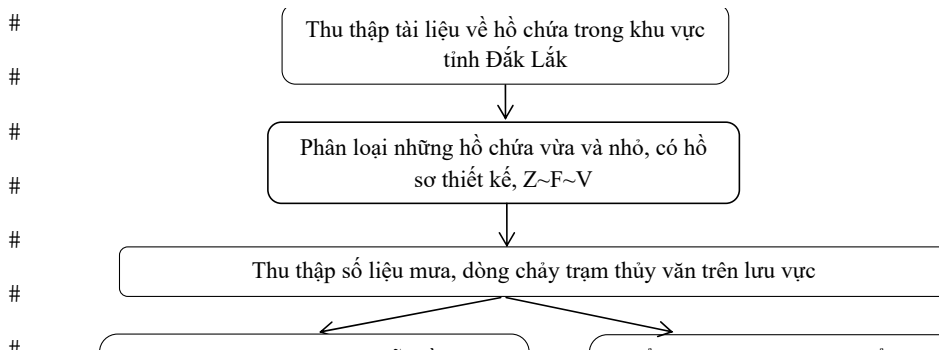 #
Thu thập tài liệu về hồ chứa trong khu vực
tỉnh Đắk Lắk
#
#
Phân loại những hồ chứa vừa và nhỏ, có hồ
sơ thiết kế, Z~F~V
#
#
Thu thập số liệu mưa, dòng chảy trạm thủy văn trên lưu vực
#
#